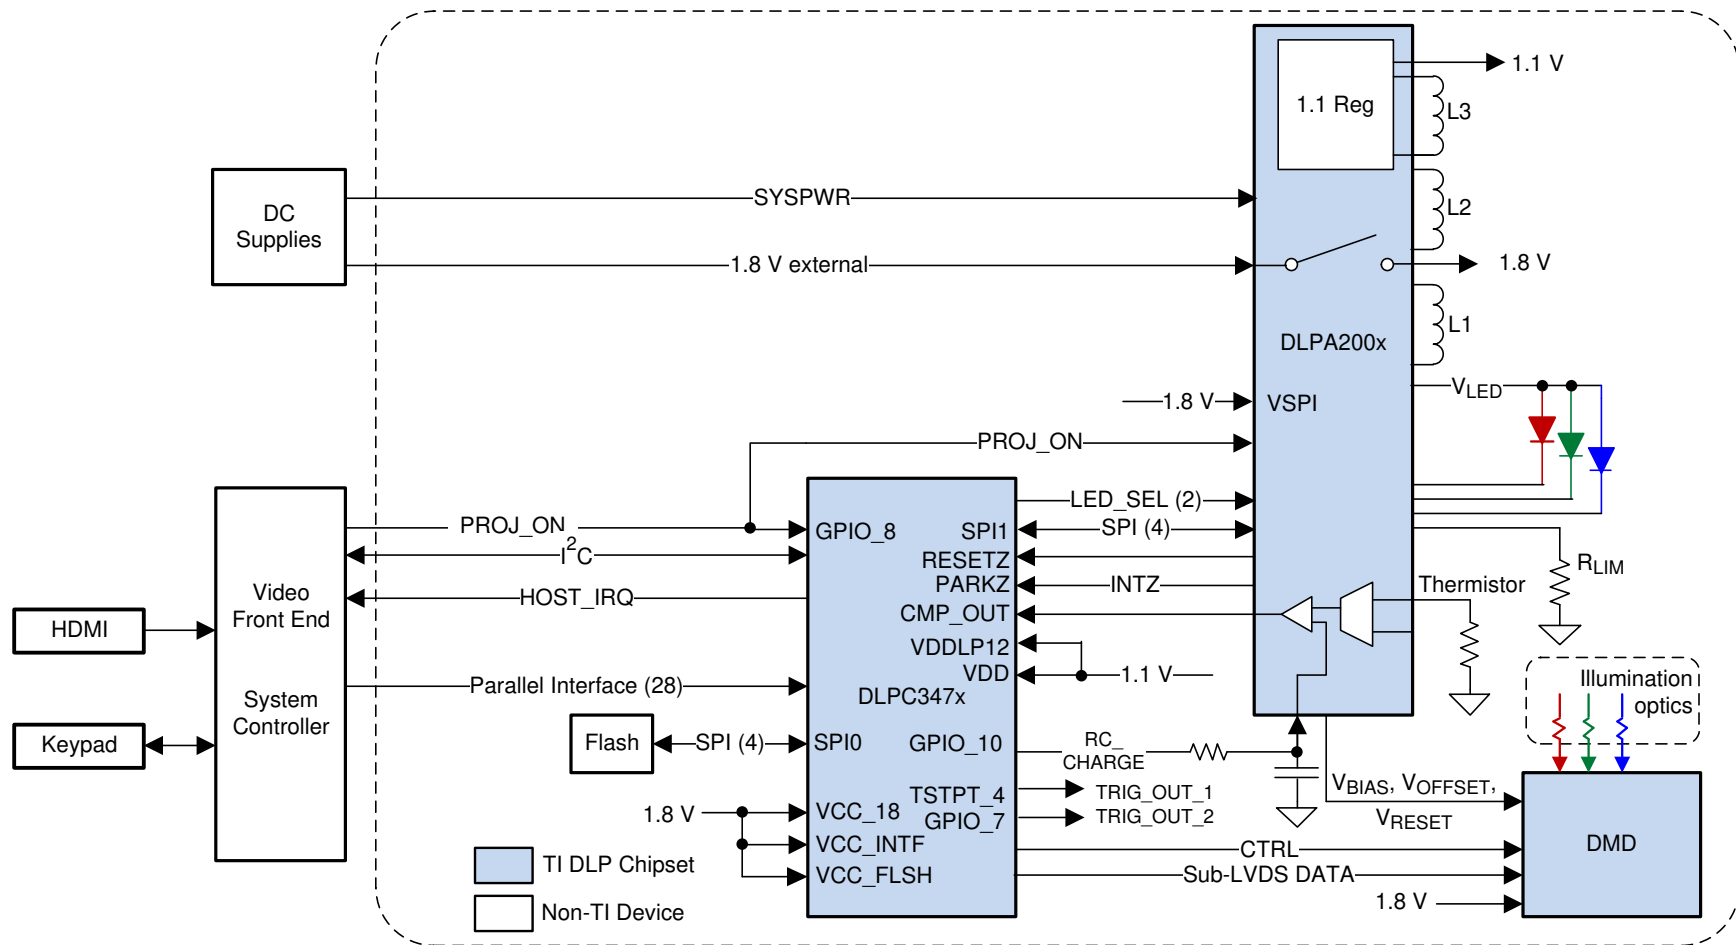 1.1 V
1.1 Reg
L3
DC
Supplies
SYSPWR
L2
1.8 V external
1.8 V
L1
DLPA200x
VLED
1.8 V
VSPI
PROJ_ON
LED_SEL (2)
PROJ_ON
GPIO_8
SPI1
SPI (4)
I2C
RESETZ
RLIM
Video
Front End
PARKZ
INTZ
Thermistor
HOST_IRQ
CMP_OUT
HDMI
VDDLP12
VDD
1.1 V
Parallel Interface (28)
DLPC347x
Illumination
optics
System
Controller
Keypad
Flash
SPI (4)
SPI0
GPIO_10
RC_
CHARGE
VBIAS, VOFFSET,
VRESET
TSTPT_4
TRIG_OUT_1
1.8 V
VCC_18
GPIO_7
TRIG_OUT_2
VCC_INTF
CTRL
DMD
TI DLP Chipset
VCC_FLSH
Sub-LVDS DATA
1.8 V
Non-TI Device